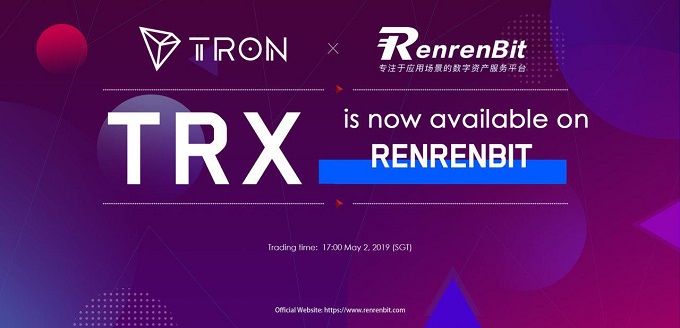 TRON × RenrenBit
专注于应用场景的数字资产服务平台
TRX
is now available on
RENRENBIT
Trading time: 17:00 May 2, 2019 (SGT)
Official Website: https://www.renrenbit.com